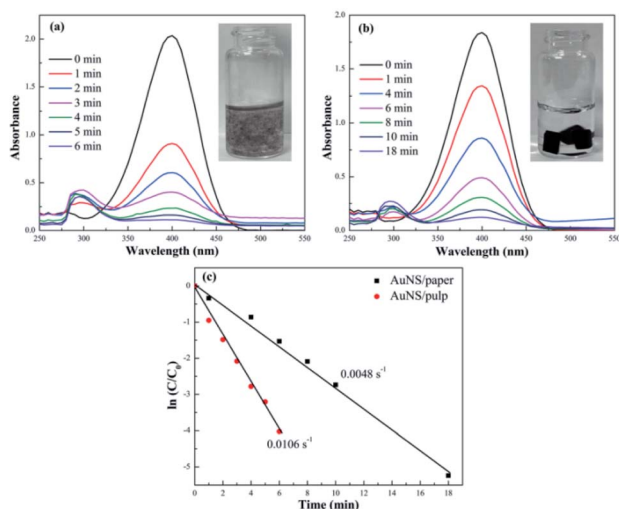 (a)
0 min
1 min
2 min
3 min
4 min
5 min
6 min
Absorbance
2.0
1.5
1.0
0.5
0.0
250 300 350 400 450 500 550
Wavelength (nm)
(b)
0 min
1 min
4 min
6 min
8 min
10 min
18 min
Absorbance
2.0
1.5
1.0
0.5
0.0
250 300 350 400 450 500 550
Wavelength (nm)
(c)
AuNS/paper
AuNS/pulp
ln (C/C₀)
0
-1
-2
-3
-4
-5
0.0048 s⁻¹
0.0106 s⁻¹
0 2 4 6 8 10 12 14 16 18
Time (min)